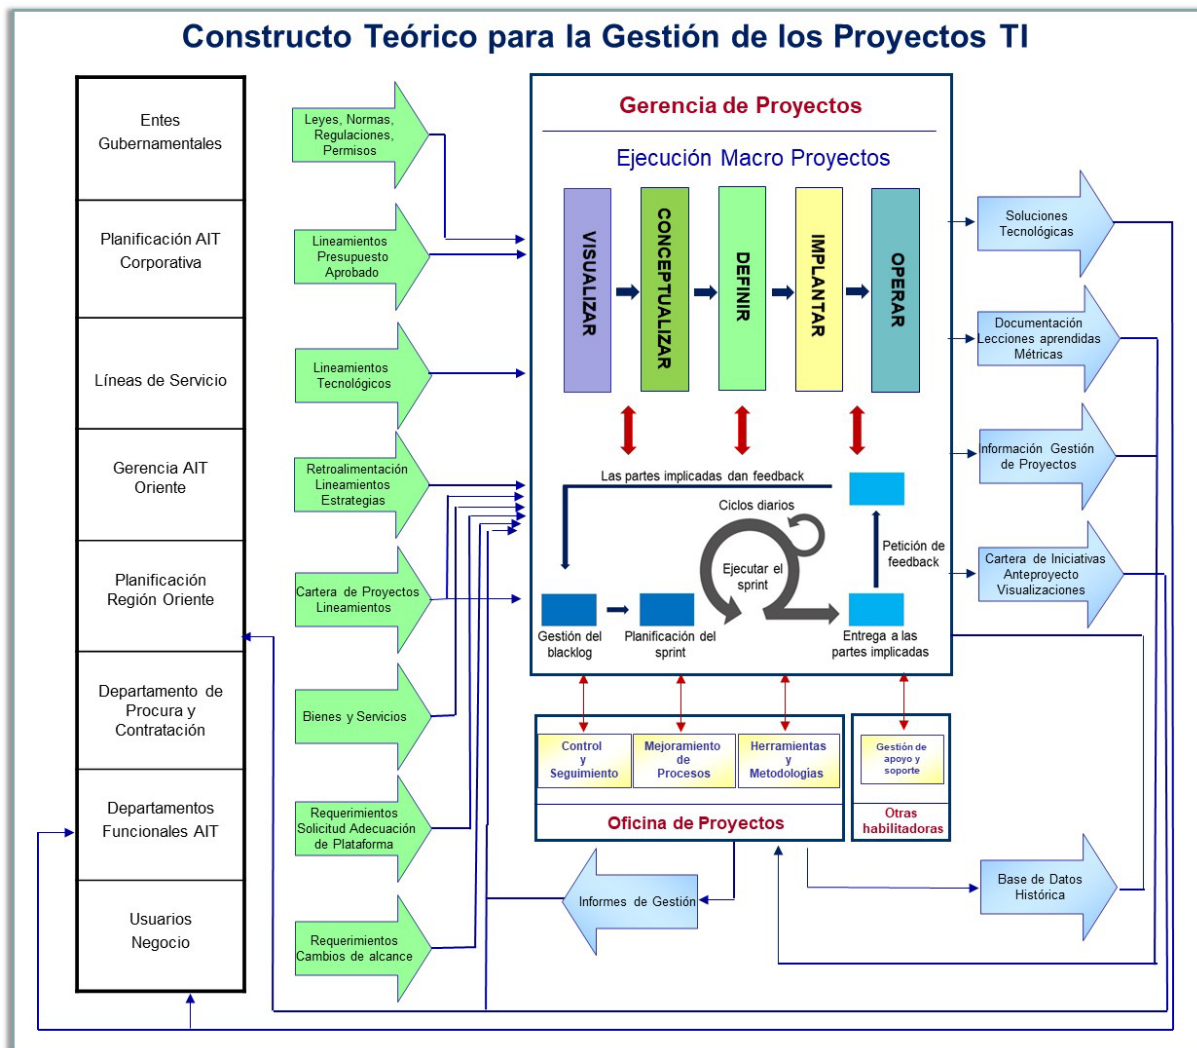 Constructo Teórico para la Gestión de los Proyectos TI
Entes
Gubernamentales
Planificación AIT
Corporativa
Líneas de Servicio
Gerencia AIT
Oriente
Planificación
Región Oriente
Departamento de
Procura y
Contratación
Departamentos
Funcionales AIT
Usuarios
Negocio
Leyes, Normas,
Regulaciones,
Permisos
Lineamientos
Presupuesto
Aprobado
Lineamientos
Tecnológicos
Retroalimentación
Lineamientos
Estrategias
Cartera de Proyectos
Lineamientos
Bienes y Servicios
Requerimientos
Solicitud Adecuación
de Plataforma
Requerimientos
Cambios de alcance
Gerencia de Proyectos
Ejecución Macro Proyectos
VISUALIZAR
CONCEPTUALIZAR
DEFINIR
IMPLANTAR
OPERAR
Las partes implicadas dan feedback
Ciclos diarios
Ejecutar el
sprint
Petición de
feedback
Gestión del
blacklog
Planificación del
sprint
Entrega a las
partes implicadas
Control
y
Seguimiento
Mejoramiento
de
Procesos
Herramientas
y
Metodologías
Oficina de Proyectos
Gestión de
apoyo y
soporte
Otras
habilitadoras
Informes de Gestión
Soluciones
Tecnológicas
Documentación
Lecciones aprendidas
Métricas
Información Gestión
de Proyectos
Cartera de Iniciativas
Anteproyecto
Visualizaciones
Base de Datos
Histórica